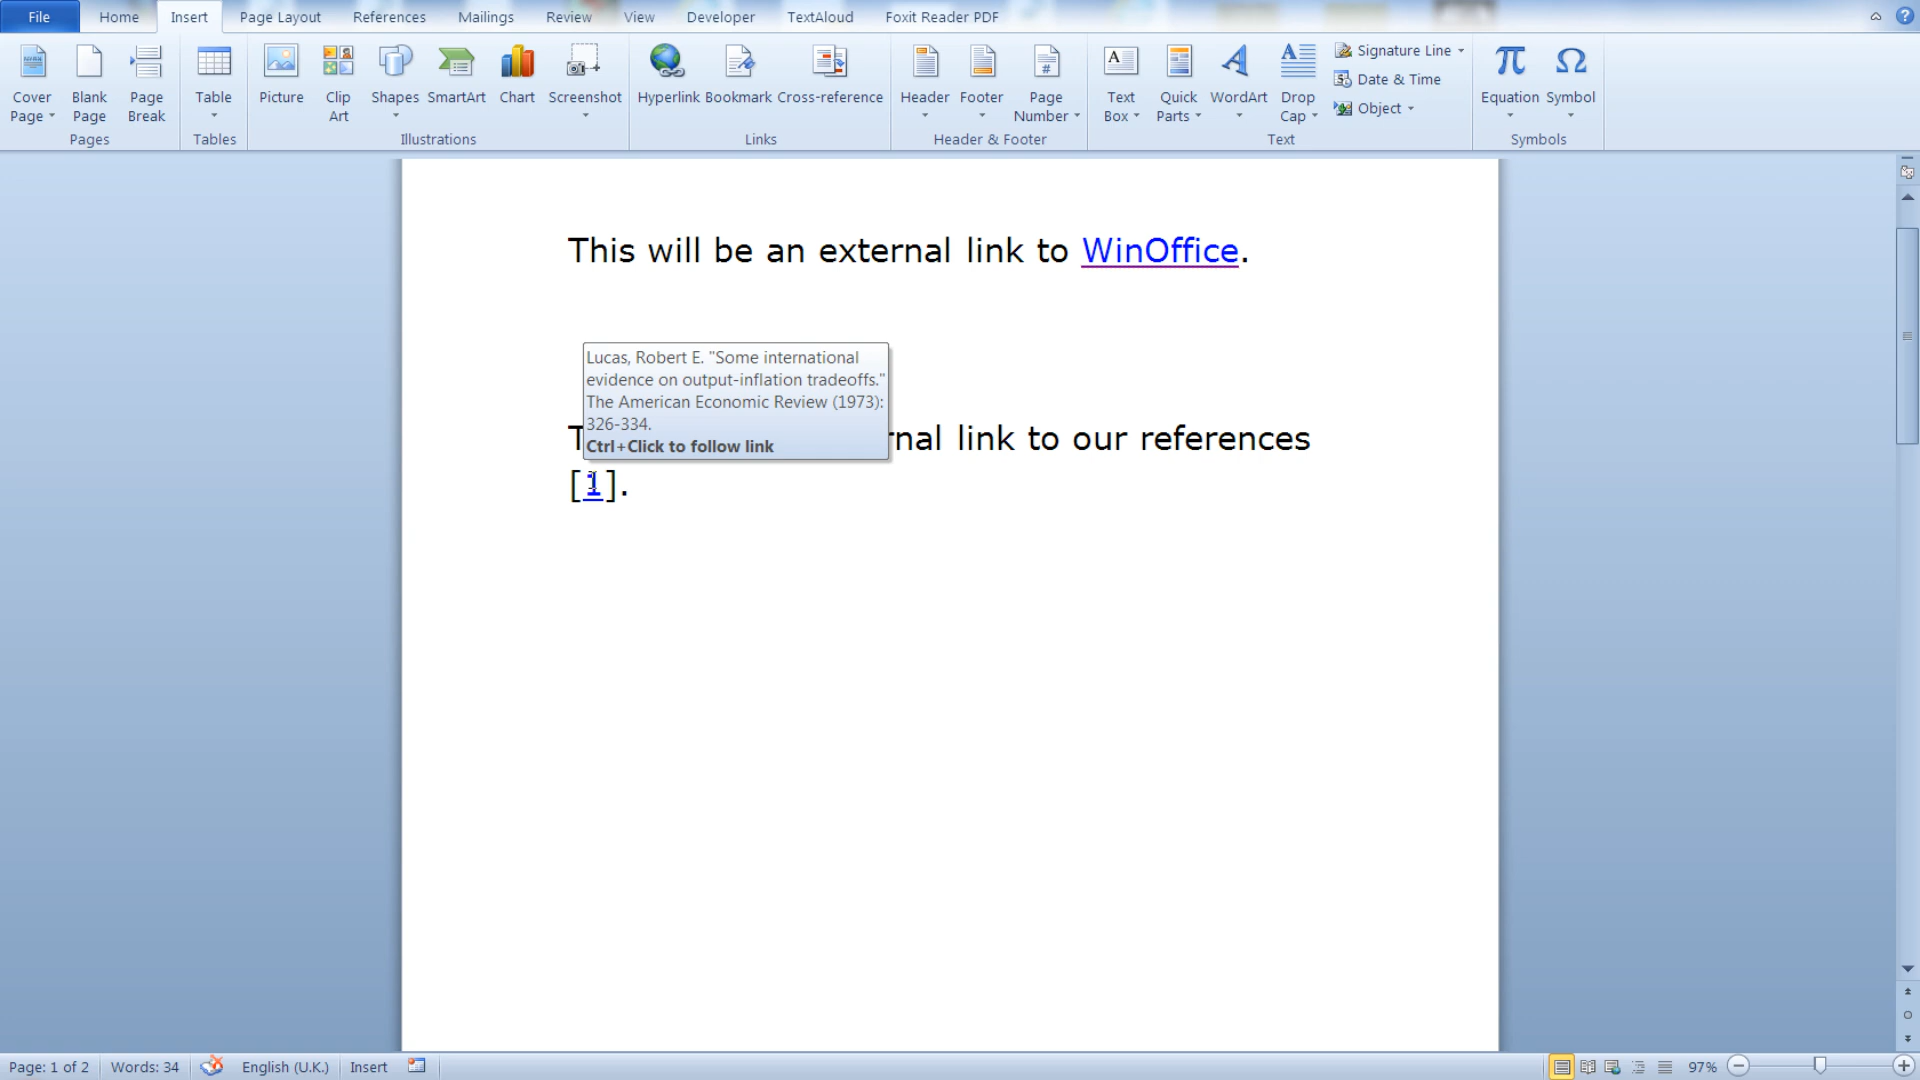 File Home Insert Page Layout References Mailings Review View Developer TextAloud Foxit Reader PDF
Cover Page
Blank Page
Page Break
Pages
Table
Tables
Picture
Clip Art
Shapes
SmartArt
Chart
Screenshot
Illustrations
Hyperlink
Bookmark
Cross-reference
Links
Header
Footer
Page Number
Header & Footer
Text Box
Quick Parts
WordArt
Drop Cap
Signature Line
Date & Time
Object
Text
Equation
Symbol
Symbols
This will be an external link to WinOffice.
Lucas, Robert E. "Some international
evidence on output-inflation tradeoffs."
The American Economic Review (1973):
326-334.
Ctrl+Click to follow link
link to our references
[1].
Page: 1 of 2 Words: 34 English (U.K.) Insert 97%